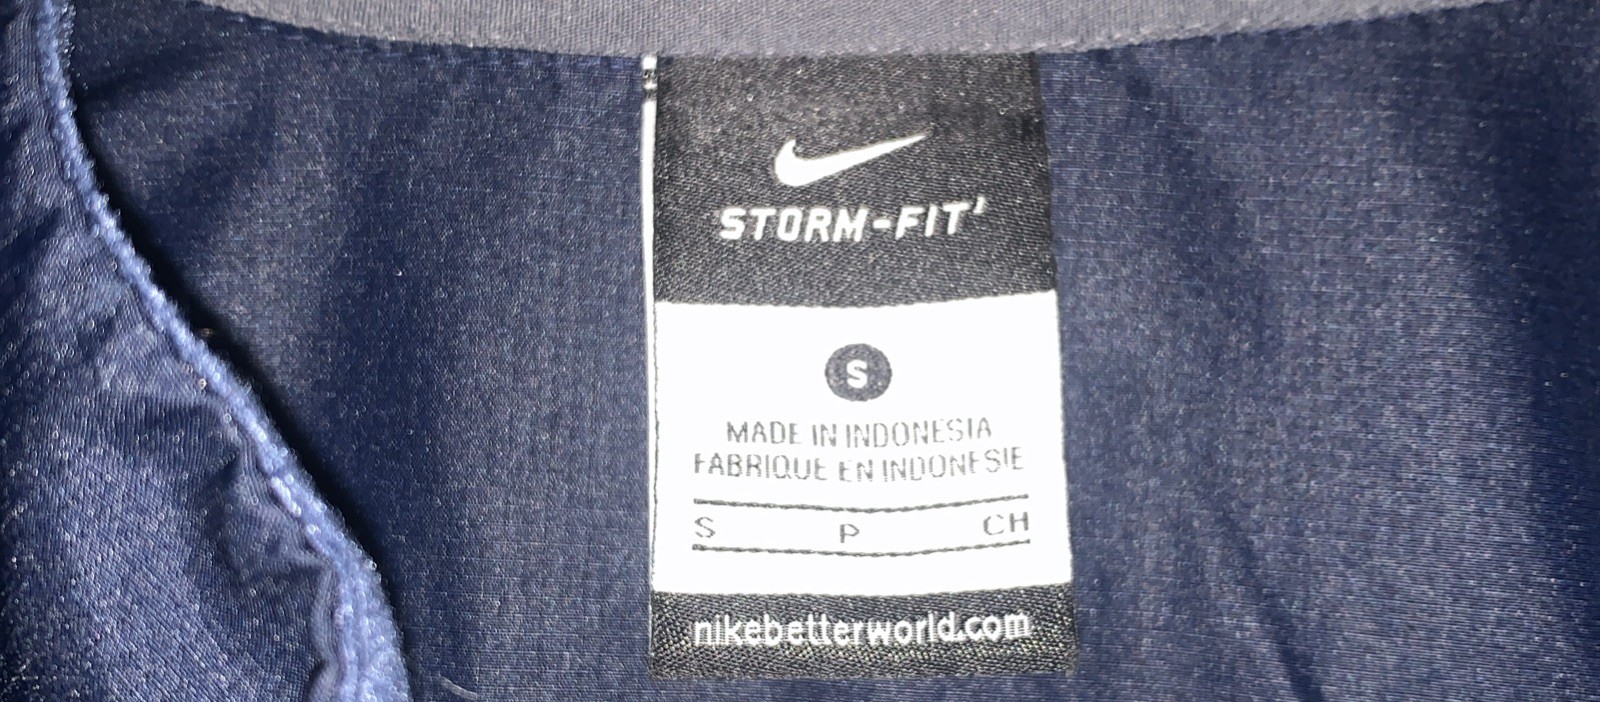 STORM-FIT
S
MADE IN INDONESIA
FABRIQUE EN INDONESIE
S P CH
nikebetterworld.com